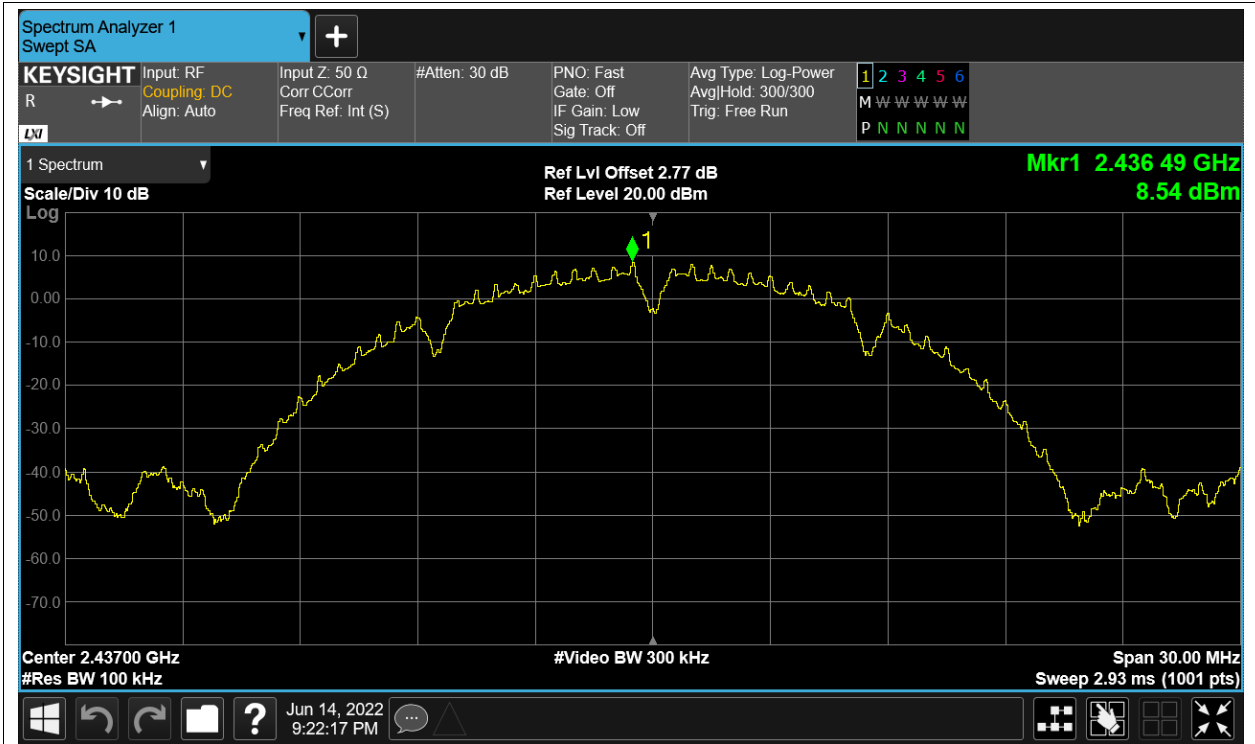 Spectrum Analyzer 1
Swept SA
KEYSIGHT
R
LXI
Input: RF
Coupling: DC
Align: Auto
Input Z: 50 Ω
Corr CCorr
Freq Ref: Int (S)
#Atten: 30 dB
PNO: Fast
Gate: Off
IF Gain: Low
Sig Track: Off
Avg Type: Log-Power
Avg|Hold: 300/300
Trig: Free Run
1 2 3 4 5 6
M W W W W W
P N N N N N
1 Spectrum
Scale/Div 10 dB
Log
Ref Lvl Offset 2.77 dB
Ref Level 20.00 dBm
Mkr1 2.436 49 GHz
8.54 dBm
1
10.0
0.00
-10.0
-20.0
-30.0
-40.0
-50.0
-60.0
-70.0
Center 2.43700 GHz
#Res BW 100 kHz
#Video BW 300 kHz
Span 30.00 MHz
Sweep 2.93 ms (1001 pts)
?
Jun 14, 2022
9:22:17 PM